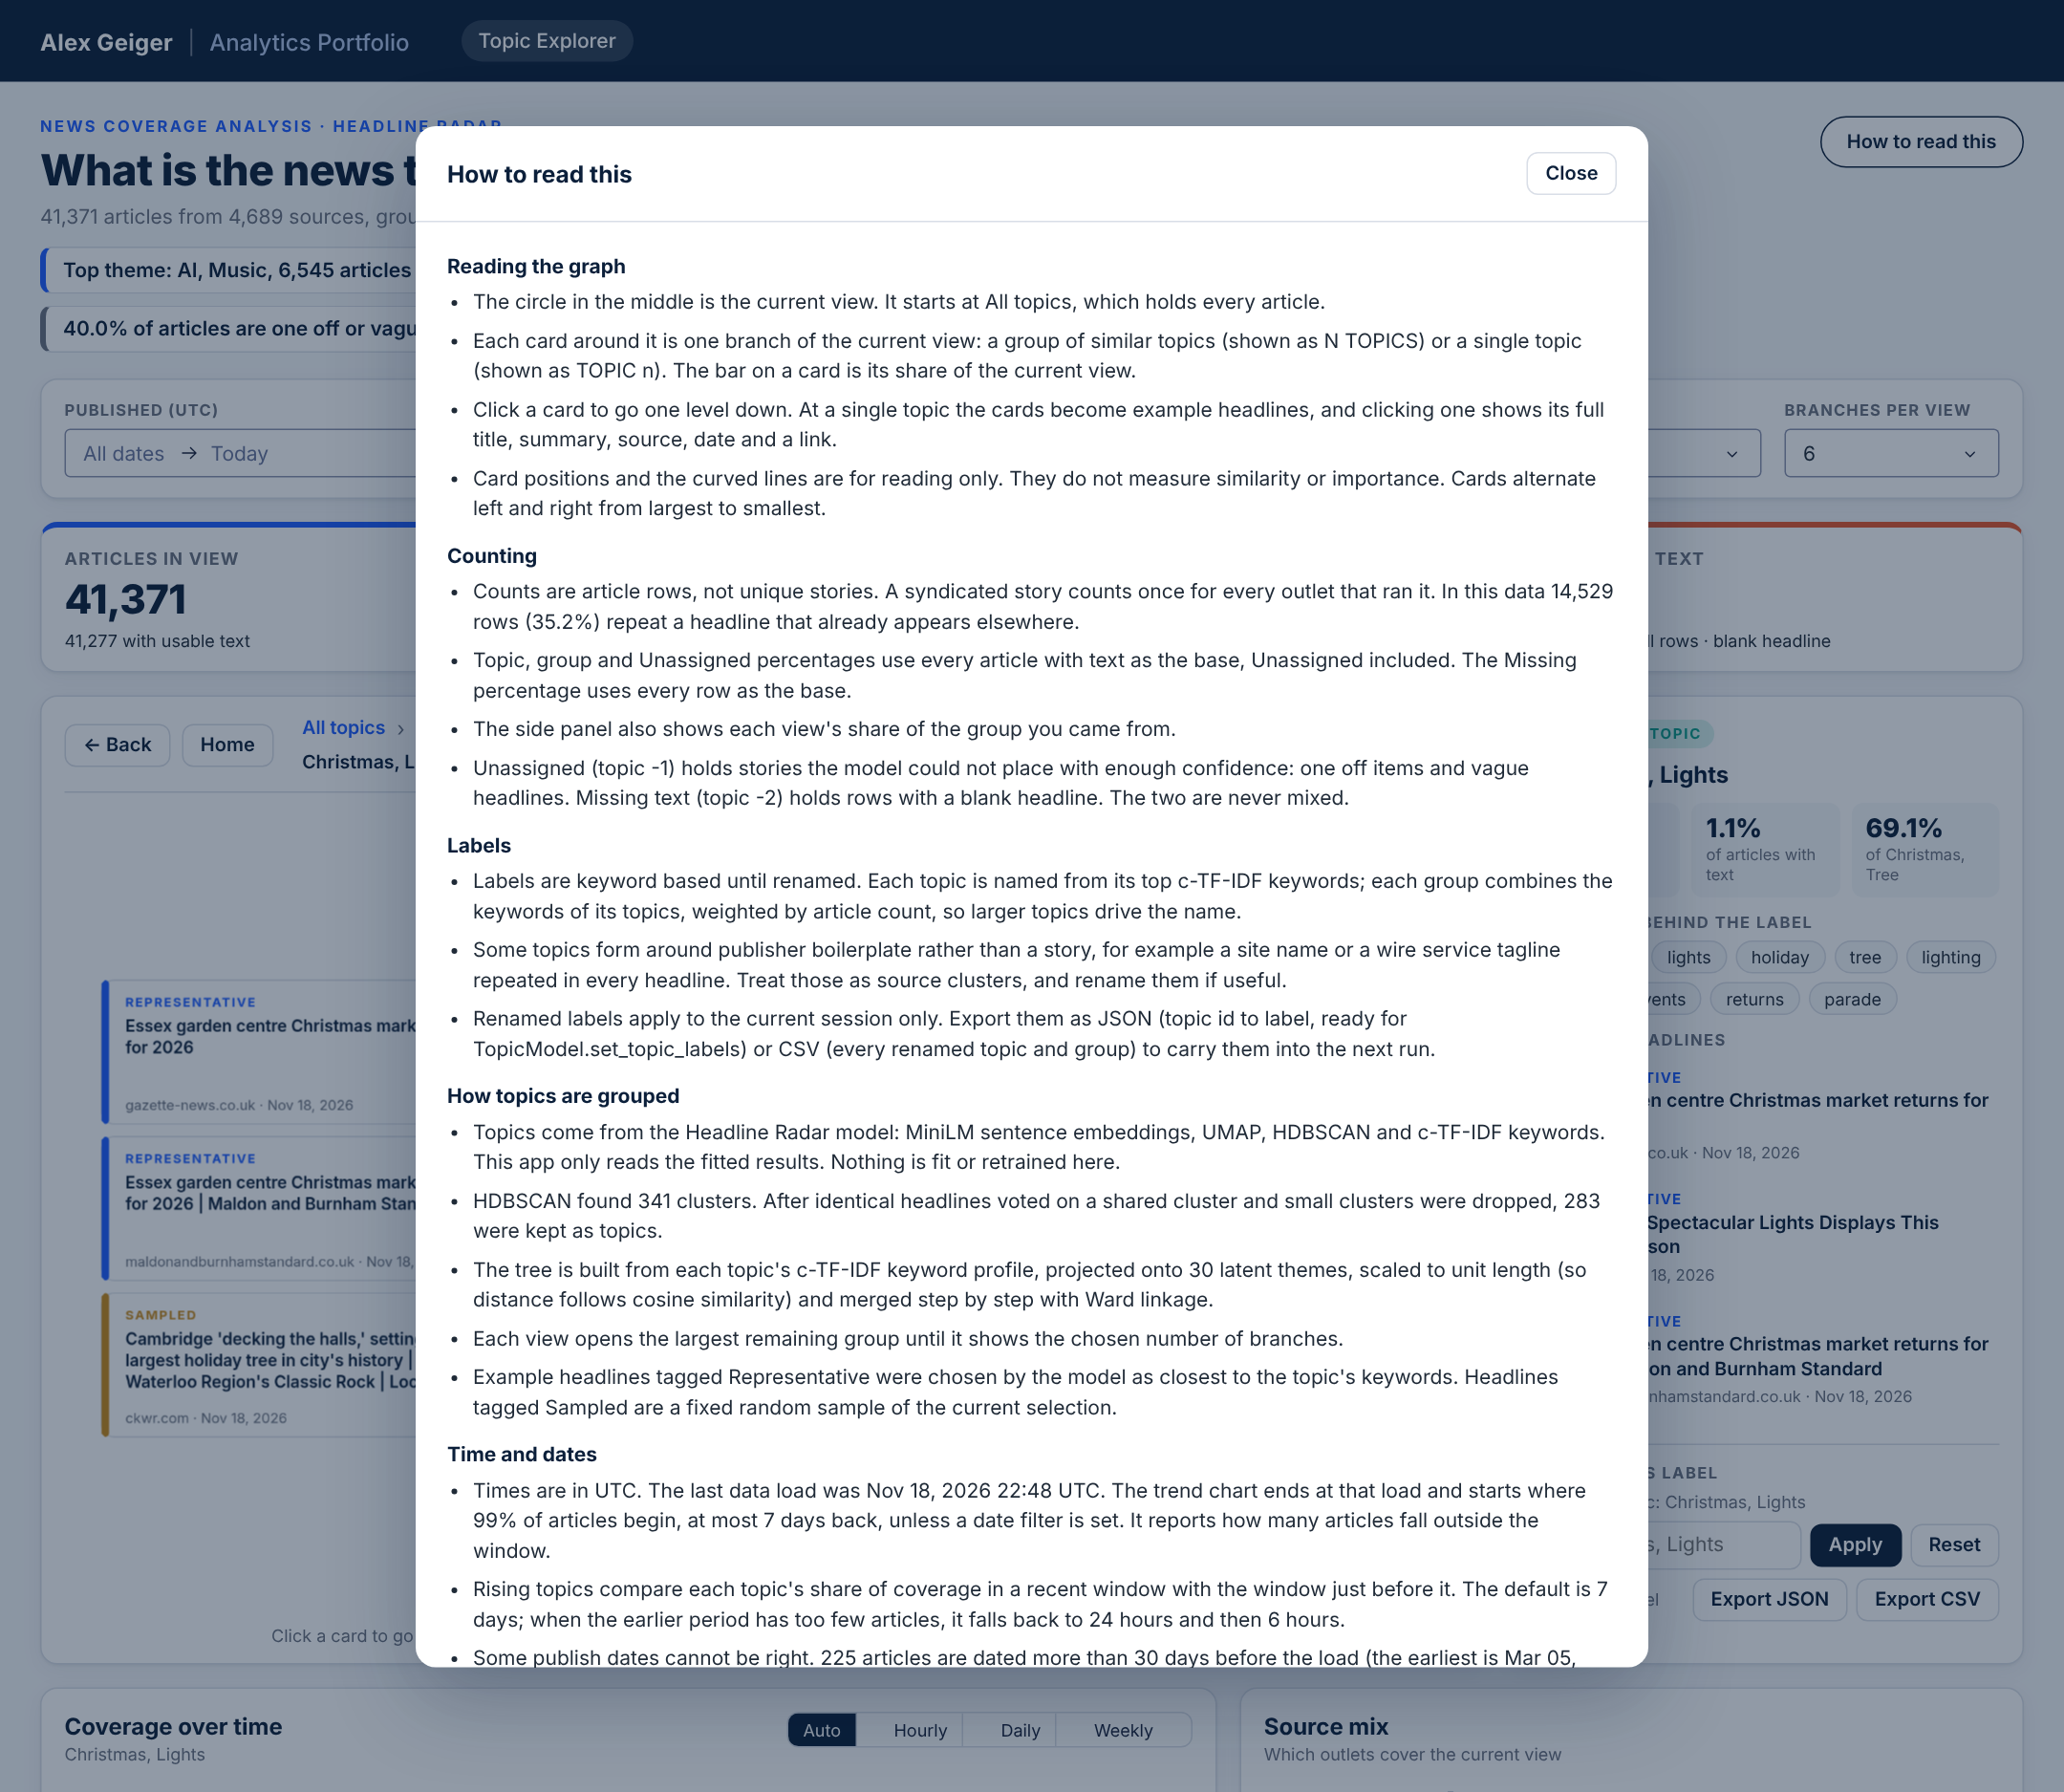 Alex Geiger
Analytics Portfolio
Topic Explorer
NEWS COVERAGE ANALYSIS · HEADLINE RADAR
What is the news
41,371 articles from 4,689 sources,
Top theme: AI, Music, 6,545 articles
40.0% of articles are one off or
How to read this
PUBLISHED (UTC)
All dates → Today
BRANCHES PER VIEW
6
ARTICLES IN VIEW
41,371
41,277 with usable text
TEXT
rows · blank headline
← Back
Home
All topics ›
Christmas,
REPRESENTATIVE
Essex garden centre Christmas
for 2026
gazette-news.co.uk · Nov 18, 2026
REPRESENTATIVE
Essex garden centre Christmas
for 2026 | Maldon and Burnham
maldonandburnhamstandard.co.uk · Nov 18,
SAMPLED
Cambridge 'decking the halls,'
largest holiday tree in city's history |
Waterloo Region's Classic Rock |
ckwr.com · Nov 18, 2026
Click a card to go
How to read this
Close
Reading the graph
• The circle in the middle is the current view. It starts at All topics, which holds every article.
• Each card around it is one branch of the current view: a group of similar topics (shown as N TOPICS) or a single topic
(shown as TOPIC n). The bar on a card is its share of the current view.
• Click a card to go one level down. At a single topic the cards become example headlines, and clicking one shows its full
title, summary, source, date and a link.
• Card positions and the curved lines are for reading only. They do not measure similarity or importance. Cards alternate
left and right from largest to smallest.
Counting
• Counts are article rows, not unique stories. A syndicated story counts once for every outlet that ran it. In this data 14,529
rows (35.2%) repeat a headline that already appears elsewhere.
• Topic, group and Unassigned percentages use every article with text as the base, Unassigned included. The Missing
percentage uses every row as the base.
• The side panel also shows each view's share of the group you came from.
• Unassigned (topic -1) holds stories the model could not place with enough confidence: one off items and vague
headlines. Missing text (topic -2) holds rows with a blank headline. The two are never mixed.
Labels
• Labels are keyword based until renamed. Each topic is named from its top c-TF-IDF keywords; each group combines the
keywords of its topics, weighted by article count, so larger topics drive the name.
• Some topics form around publisher boilerplate rather than a story, for example a site name or a wire service tagline
repeated in every headline. Treat those as source clusters, and rename them if useful.
• Renamed labels apply to the current session only. Export them as JSON (topic id to label, ready for
TopicModel.set_topic_labels) or CSV (every renamed topic and group) to carry them into the next run.
How topics are grouped
• Topics come from the Headline Radar model: MiniLM sentence embeddings, UMAP, HDBSCAN and c-TF-IDF keywords.
This app only reads the fitted results. Nothing is fit or retrained here.
• HDBSCAN found 341 clusters. After identical headlines voted on a shared cluster and small clusters were dropped, 283
were kept as topics.
• The tree is built from each topic's c-TF-IDF keyword profile, projected onto 30 latent themes, scaled to unit length (so
distance follows cosine similarity) and merged step by step with Ward linkage.
• Each view opens the largest remaining group until it shows the chosen number of branches.
• Example headlines tagged Representative were chosen by the model as closest to the topic's keywords. Headlines
tagged Sampled are a fixed random sample of the current selection.
Time and dates
• Times are in UTC. The last data load was Nov 18, 2026 22:48 UTC. The trend chart ends at that load and starts where
99% of articles begin, at most 7 days back, unless a date filter is set. It reports how many articles fall outside the
window.
• Rising topics compare each topic's share of coverage in a recent window with the window just before it. The default is 7
days; when the earlier period has too few articles, it falls back to 24 hours and then 6 hours.
• Some publish dates cannot be right. 225 articles are dated more than 30 days before the load (the earliest is Mar 05,
TOPIC
, Lights
1.1%
of articles with
text
69.1%
of Christmas,
Tree
BEHIND THE LABEL
lights
holiday
tree
lighting
returns
parade
centre Christmas market returns for
· Nov 18, 2026
Spectacular Lights Displays This
18, 2026
centre Christmas market returns for
and Burnham Standard
· Nov 18, 2026
LABEL
: Christmas, Lights
, Lights
Apply
Reset
Export JSON
Export CSV
Coverage over time
Christmas, Lights
Auto
Hourly
Daily
Weekly
Source mix
Which outlets cover the current view